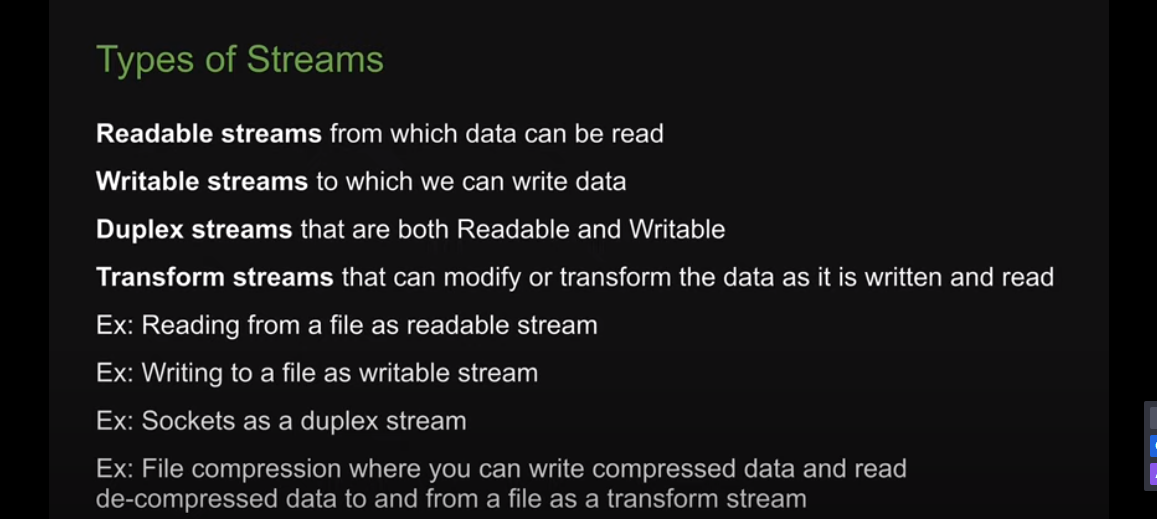 Types of Streams
Readable streams from which data can be read
Writable streams to which we can write data
Duplex streams that are both Readable and Writable
Transform streams that can modify or transform the data as it is written and read
Ex: Reading from a file as readable stream
Ex: Writing to a file as writable stream
Ex: Sockets as a duplex stream
Ex: File compression where you can write compressed data and read
de-compressed data to and from a file as a transform stream